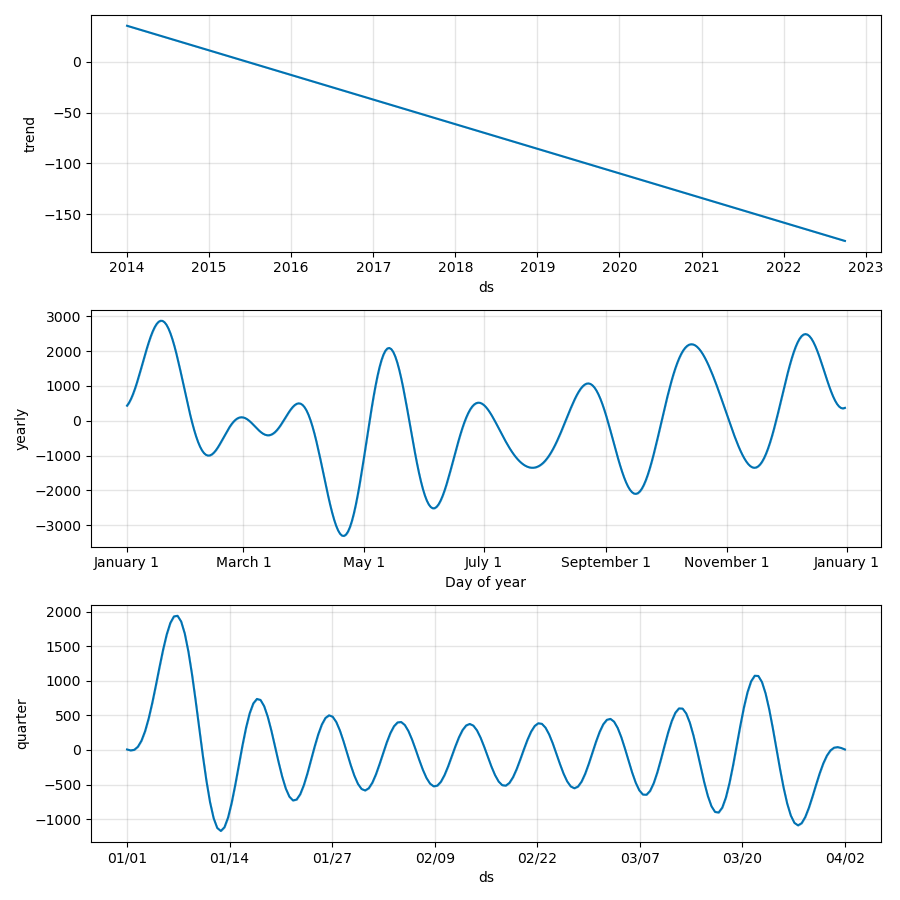 0
−50
−100
−150
trend
2014 2015 2016 2017 2018 2019 2020 2021 2022 2023
ds
3000
2000
1000
0
−1000
−2000
−3000
yearly
January 1 March 1 May 1 July 1 September 1 November 1 January 1
Day of year
2000
1500
1000
500
0
−500
−1000
quarter
01/01 01/14 01/27 02/09 02/22 03/07 03/20 04/02
ds